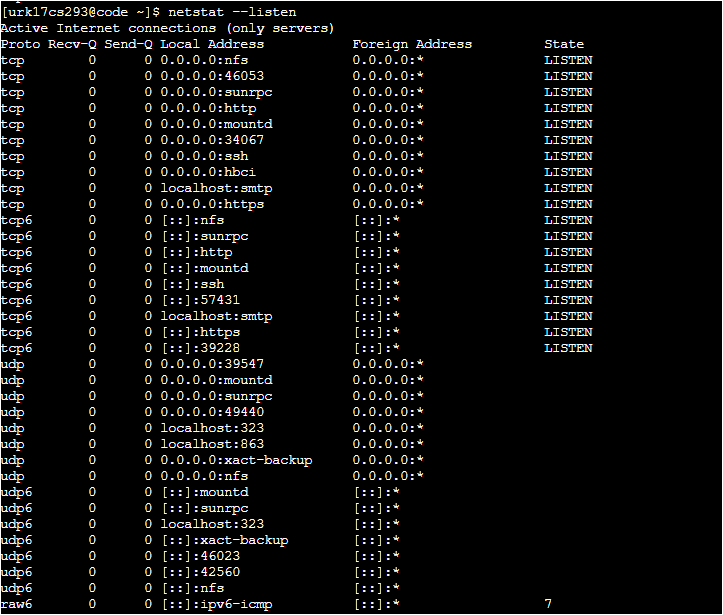 [urk17cs293@code ~]$ netstat --listen
Active Internet connections (only servers)
Proto Recv-Q Send-Q Local Address           Foreign Address         State
tcp        0      0 0.0.0.0:nfs             0.0.0.0:*               LISTEN
tcp        0      0 0.0.0.0:46053           0.0.0.0:*               LISTEN
tcp        0      0 0.0.0.0:sunrpc          0.0.0.0:*               LISTEN
tcp        0      0 0.0.0.0:http            0.0.0.0:*               LISTEN
tcp        0      0 0.0.0.0:mountd          0.0.0.0:*               LISTEN
tcp        0      0 0.0.0.0:34067           0.0.0.0:*               LISTEN
tcp        0      0 0.0.0.0:ssh             0.0.0.0:*               LISTEN
tcp        0      0 0.0.0.0:hbci            0.0.0.0:*               LISTEN
tcp        0      0 localhost:smtp          0.0.0.0:*               LISTEN
tcp        0      0 0.0.0.0:https           0.0.0.0:*               LISTEN
tcp6       0      0 [::]:nfs                [::]:*                  LISTEN
tcp6       0      0 [::]:sunrpc             [::]:*                  LISTEN
tcp6       0      0 [::]:http               [::]:*                  LISTEN
tcp6       0      0 [::]:mountd             [::]:*                  LISTEN
tcp6       0      0 [::]:ssh                [::]:*                  LISTEN
tcp6       0      0 [::]:57431              [::]:*                  LISTEN
tcp6       0      0 localhost:smtp          [::]:*                  LISTEN
tcp6       0      0 [::]:https              [::]:*                  LISTEN
tcp6       0      0 [::]:39228              [::]:*                  LISTEN
udp        0      0 0.0.0.0:39547           0.0.0.0:*
udp        0      0 0.0.0.0:mountd          0.0.0.0:*
udp        0      0 0.0.0.0:sunrpc          0.0.0.0:*
udp        0      0 0.0.0.0:49440           0.0.0.0:*
udp        0      0 localhost:323           0.0.0.0:*
udp        0      0 localhost:863           0.0.0.0:*
udp        0      0 0.0.0.0:xact-backup     0.0.0.0:*
udp        0      0 0.0.0.0:nfs             0.0.0.0:*
udp6       0      0 [::]:mountd             [::]:*
udp6       0      0 [::]:sunrpc             [::]:*
udp6       0      0 localhost:323           [::]:*
udp6       0      0 [::]:xact-backup        [::]:*
udp6       0      0 [::]:46023              [::]:*
udp6       0      0 [::]:42560              [::]:*
udp6       0      0 [::]:nfs                [::]:*
raw6       0      0 [::]:ipv6-icmp          [::]:*                  7